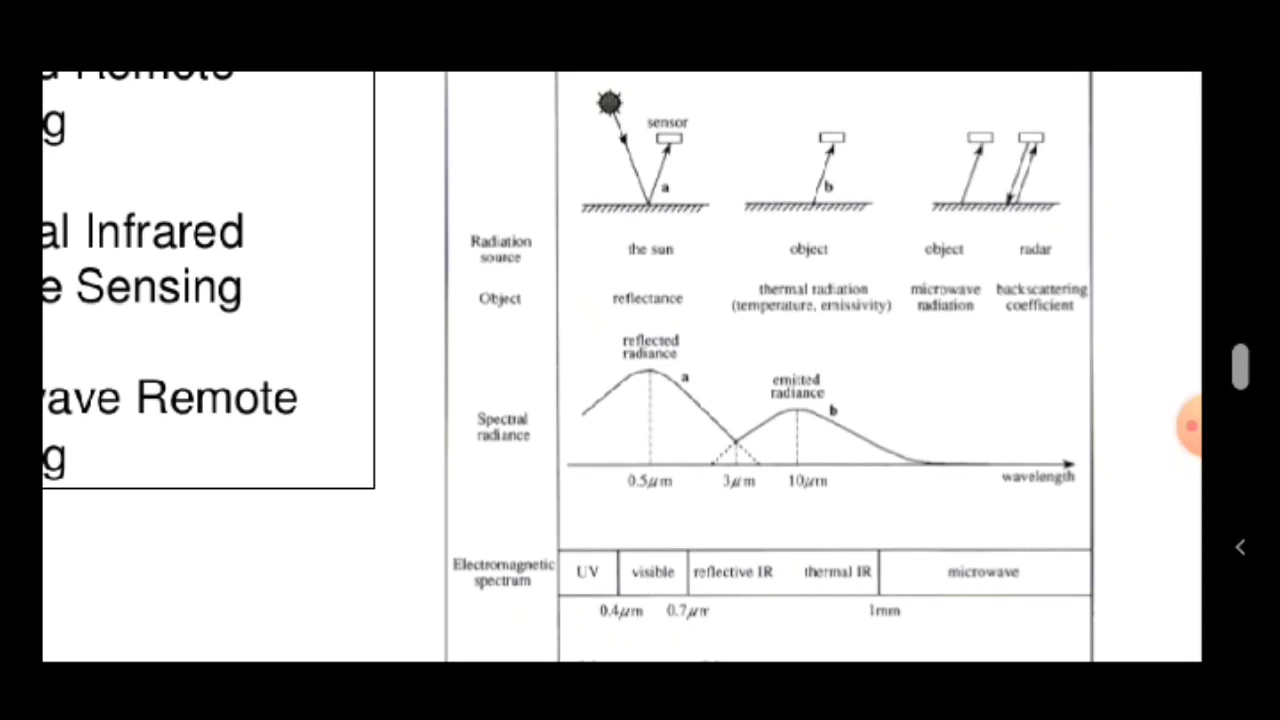 g
al Infrared
e Sensing
ave Remote
g
sensor
a
b
Radiation
source
the sun
object
object
radar
Object
reflectance
thermal radiation
(temperature, emissivity)
microwave
radiation
backscattering
coefficient
reflected
radiance
a
emitted
radiance
b
Spectral
radiance
0.5μm
3μm
10μm
wavelength
Electromagnetic
spectrum
UV
visible
reflective IR
thermal IR
microwave
0.4μm
0.7μm
1mm